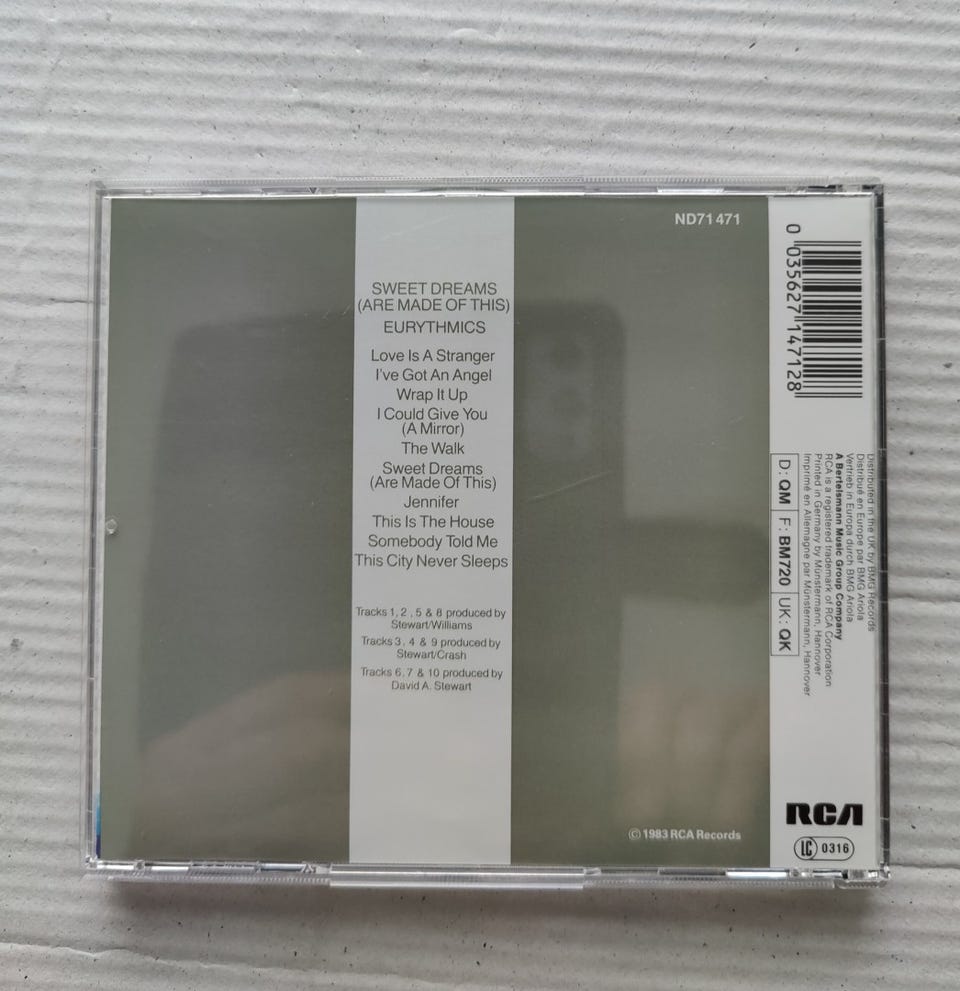 ND71471
SWEET DREAMS
(ARE MADE OF THIS)
EURYTHMICS
Love Is A Stranger
I've Got An Angel
Wrap It Up
I Could Give You
(A Mirror)
The Walk
Sweet Dreams
(Are Made Of This)
Jennifer
This Is The House
Somebody Told Me
This City Never Sleeps
Tracks 1, 2 . 5 & 8 produced by
Stewart/Williams
Tracks 3. 4 & 9 produced by
Stewart/Crash
Tracks 6. 7 & 10 produced by
David A. Stewart
© 1983 RCA Records
0 035627 147128
Distributed in the UK by BMG Records
Distribué en Europe par BMG Ariola
Vertrieb in Europa durch BMG Ariola
A Bertelsmann Music Group Company
RCA is a registered trademark of RCA Corporation
Printed in Germany by Münstermann, Hannover
Imprimé en Allemagne par Münstermann, Hannover
D: QM F: BM720 UK: QK
RCA
LC 0316